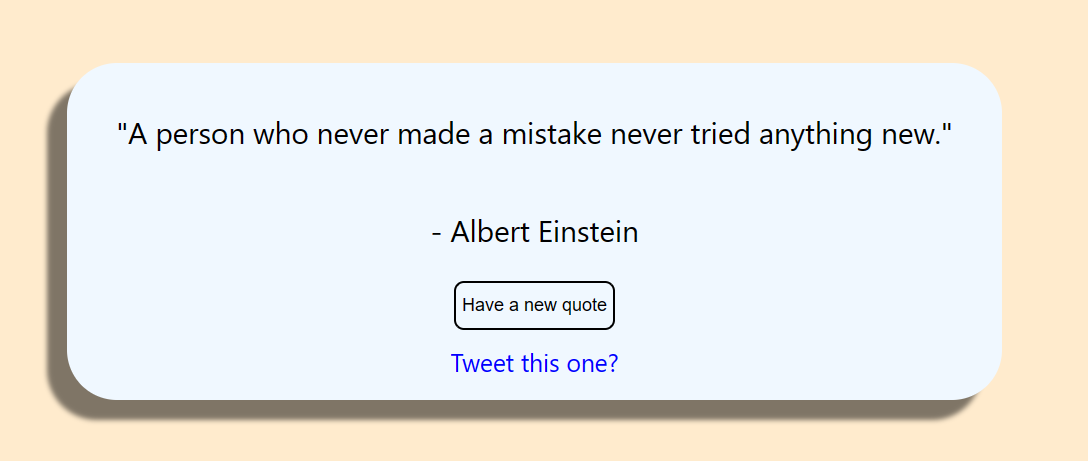 "A person who never made a mistake never tried anything new."
- Albert Einstein
Have a new quote
Tweet this one?